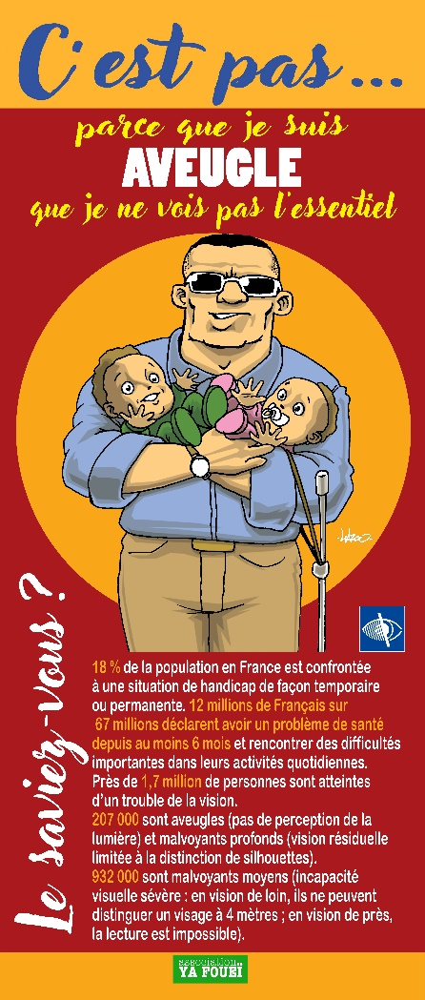 C'est pas...
parce que je suis
AVEUGLE
que je ne vois pas l'essentiel
Le saviez-vous ?
18 % de la population en France est confrontée
à une situation de handicap de façon temporaire
ou permanente. 12 millions de Français sur
67 millions déclarent avoir un problème de santé
depuis au moins 6 mois et rencontrer des difficultés
importantes dans leurs activités quotidiennes.
Près de 1,7 million de personnes sont atteintes
d'un trouble de la vision.
207 000 sont aveugles (pas de perception de la
lumière) et malvoyants profonds (vision résiduelle
limitée à la distinction de silhouettes).
932 000 sont malvoyants moyens (incapacité
visuelle sévère : en vision de loin, ils ne peuvent
distinguer un visage à 4 mètres ; en vision de près,
la lecture est impossible).
association..
YA FOUEÏ